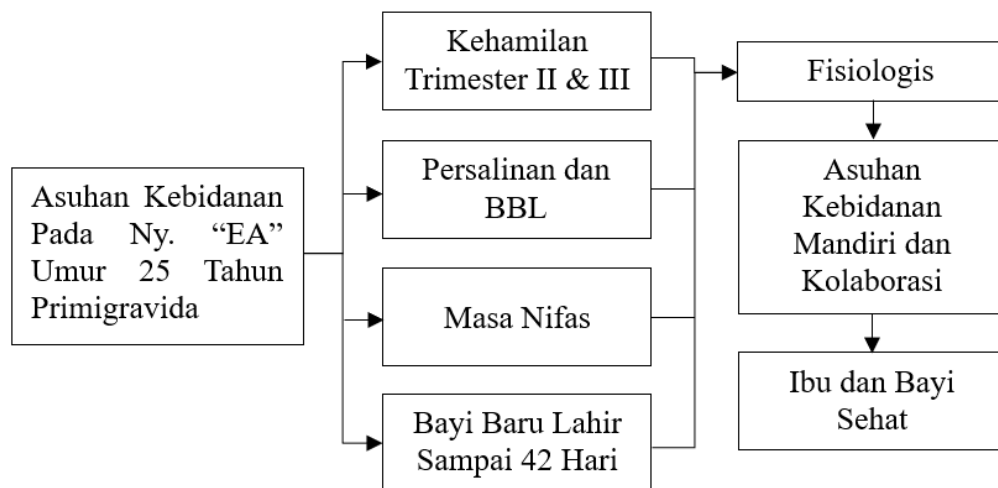 Asuhan Kebidanan
Pada Ny. “EA”
Umur 25 Tahun
Primigravida
Kehamilan
Trimester II & III
Persalinan dan
BBL
Masa Nifas
Bayi Baru Lahir
Sampai 42 Hari
Fisiologis
Asuhan
Kebidanan
Mandiri dan
Kolaborasi
Ibu dan Bayi
Sehat